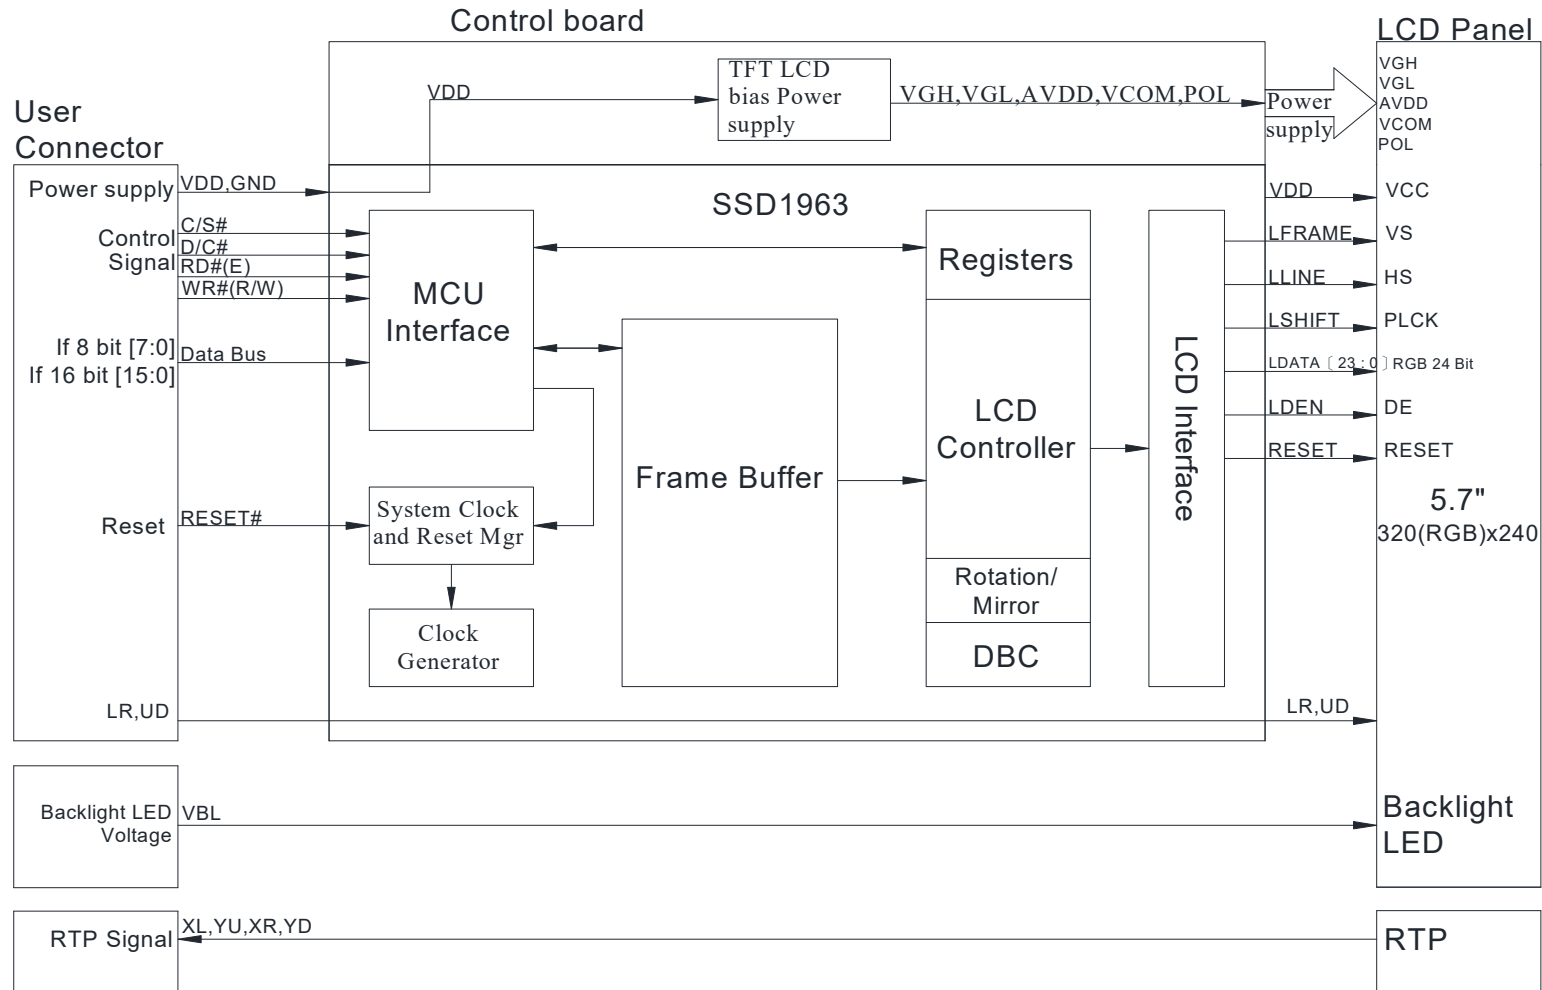 Control board
LCD Panel
User
Connector
VDD
TFT LCD
bias Power
supply
VGH,VGL,AVDD,VCOM,POL
Power
supply
VGH
VGL
AVDD
VCOM
POL
Power supply
VDD,GND
Control
Signal
C/S#
D/C#
RD#(E)
WR#(R/W)
If 8 bit [7:0]
If 16 bit [15:0]
Data Bus
Reset
RESET#
LR,UD
SSD1963
MCU
Interface
System Clock
and Reset Mgr
Clock
Generator
Frame Buffer
Registers
LCD
Controller
Rotation/
Mirror
DBC
LCD Interface
VDD
VCC
LFRAME
VS
LLINE
HS
LSHIFT
PLCK
LDATA〔23:0〕RGB 24 Bit
LDEN
DE
RESET
RESET
5.7"
320(RGB)x240
LR,UD
Backlight LED
Voltage
VBL
Backlight
LED
RTP Signal
XL,YU,XR,YD
RTP